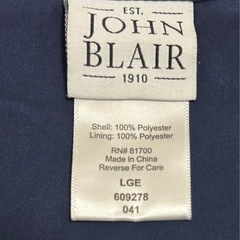 EST.
JOHN
BLAIR
1910
Shell: 100% Polyester
Lining: 100% Polyester
RN# 81700
Made In China
Reverse For Care
LGE
609278
041